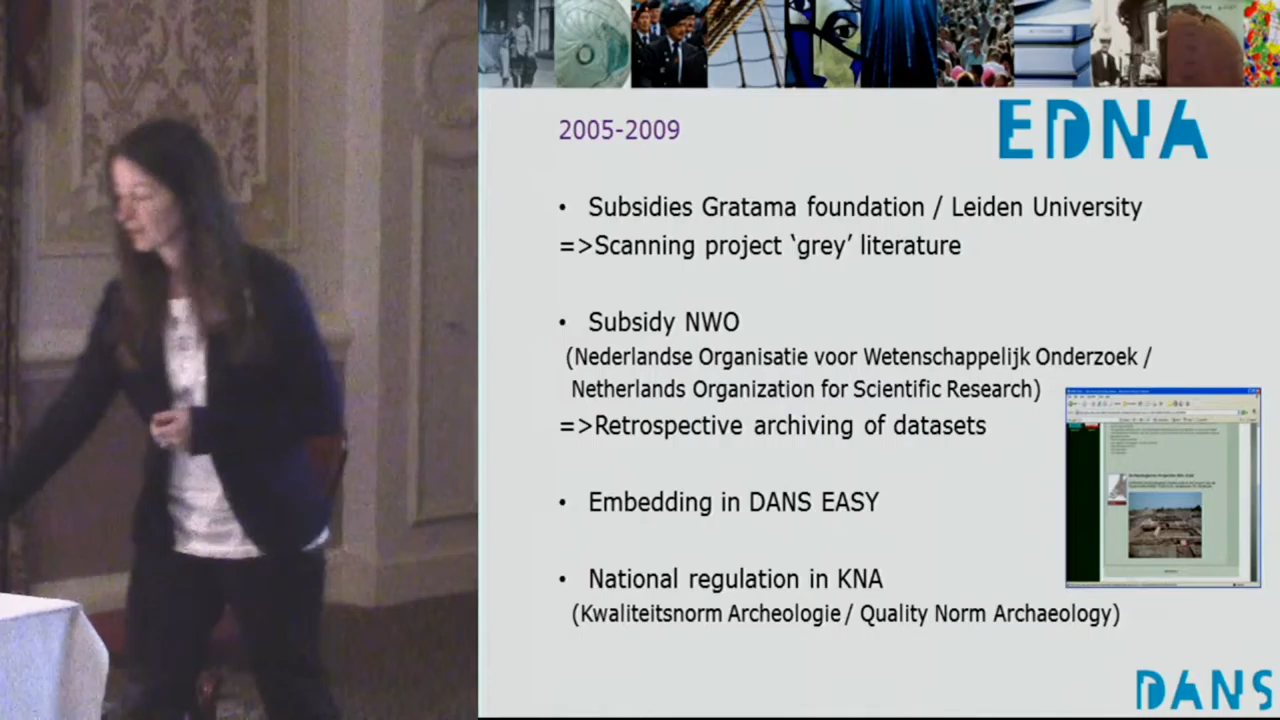 EDNA
2005-2009
• Subsidies Gratama foundation / Leiden University
=>Scanning project ‘grey’ literature
• Subsidy NWO
(Nederlandse Organisatie voor Wetenschappelijk Onderzoek /
Netherlands Organization for Scientific Research)
=>Retrospective archiving of datasets
• Embedding in DANS EASY
• National regulation in KNA
(Kwaliteitsnorm Archeologie / Quality Norm Archaeology)
DANS